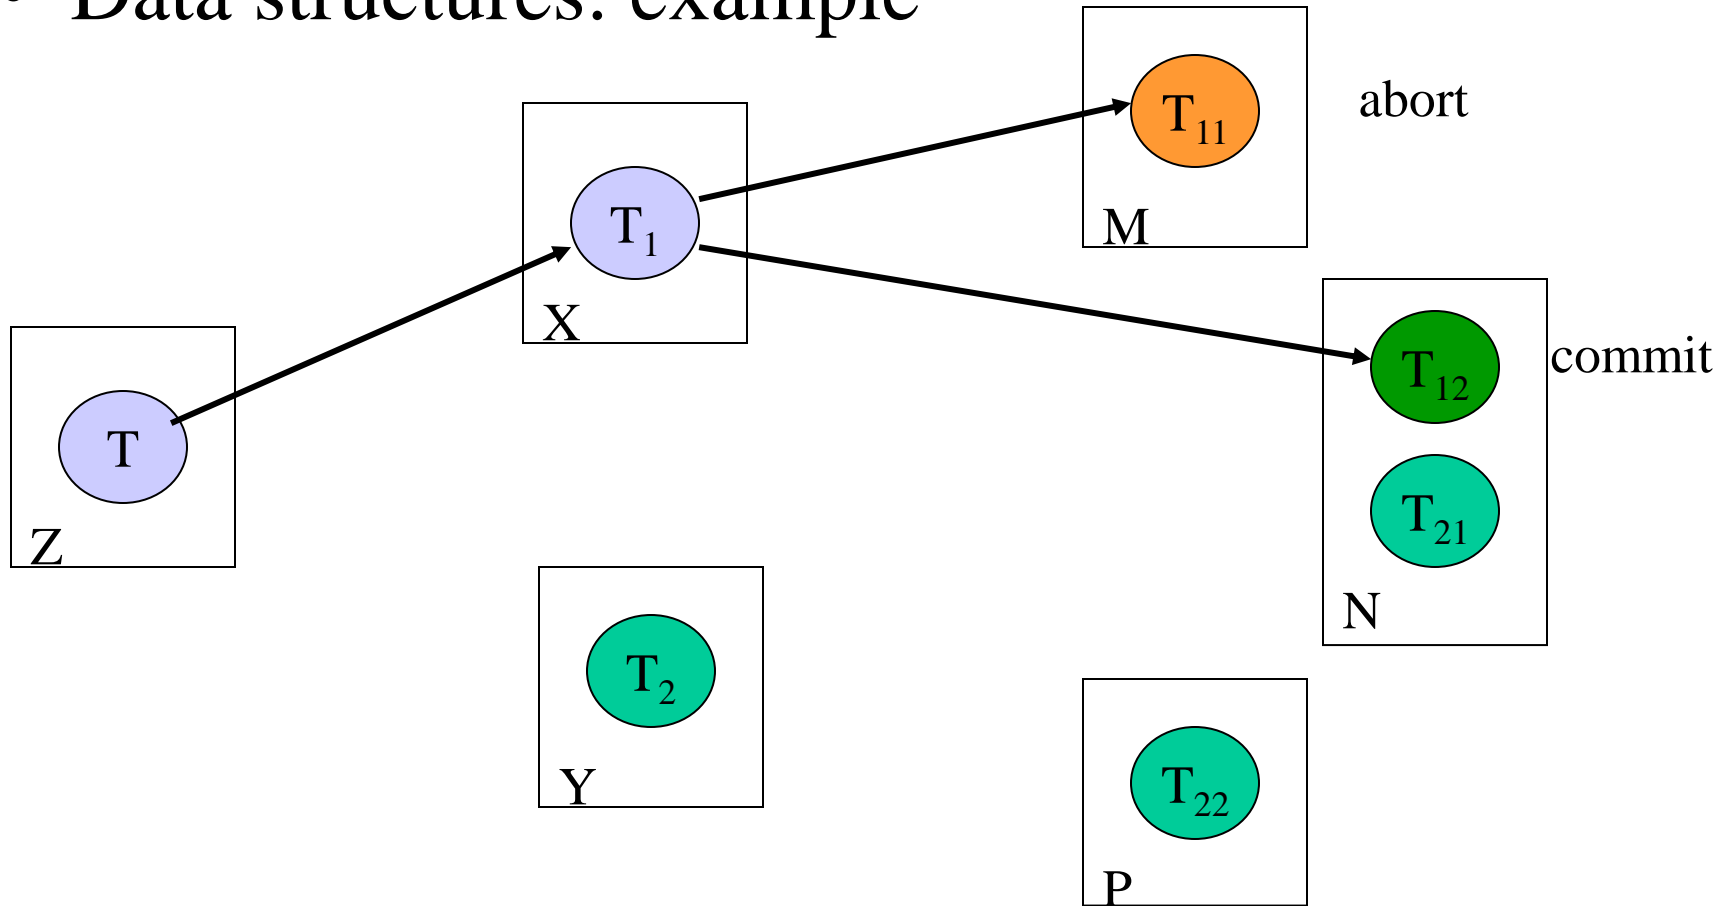 • Data structures: example
T₁₁
abort
M
T₁
X
T₁₂
commit
T
Z
T₂₁
N
T₂
Y
T₂₂
P